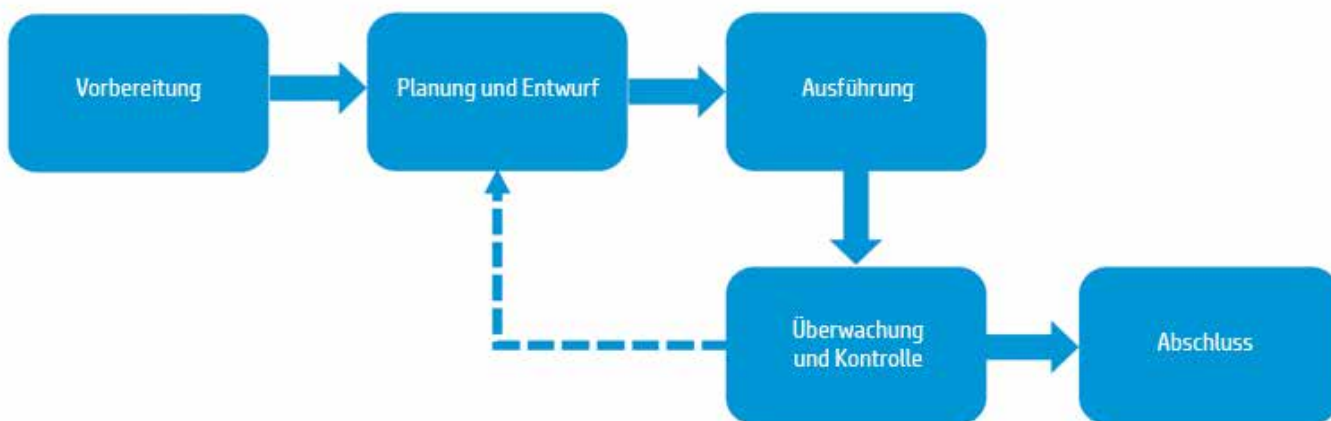 Vorbereitung
Planung und Entwurf
Ausführung
Überwachung
und Kontrolle
Abschluss